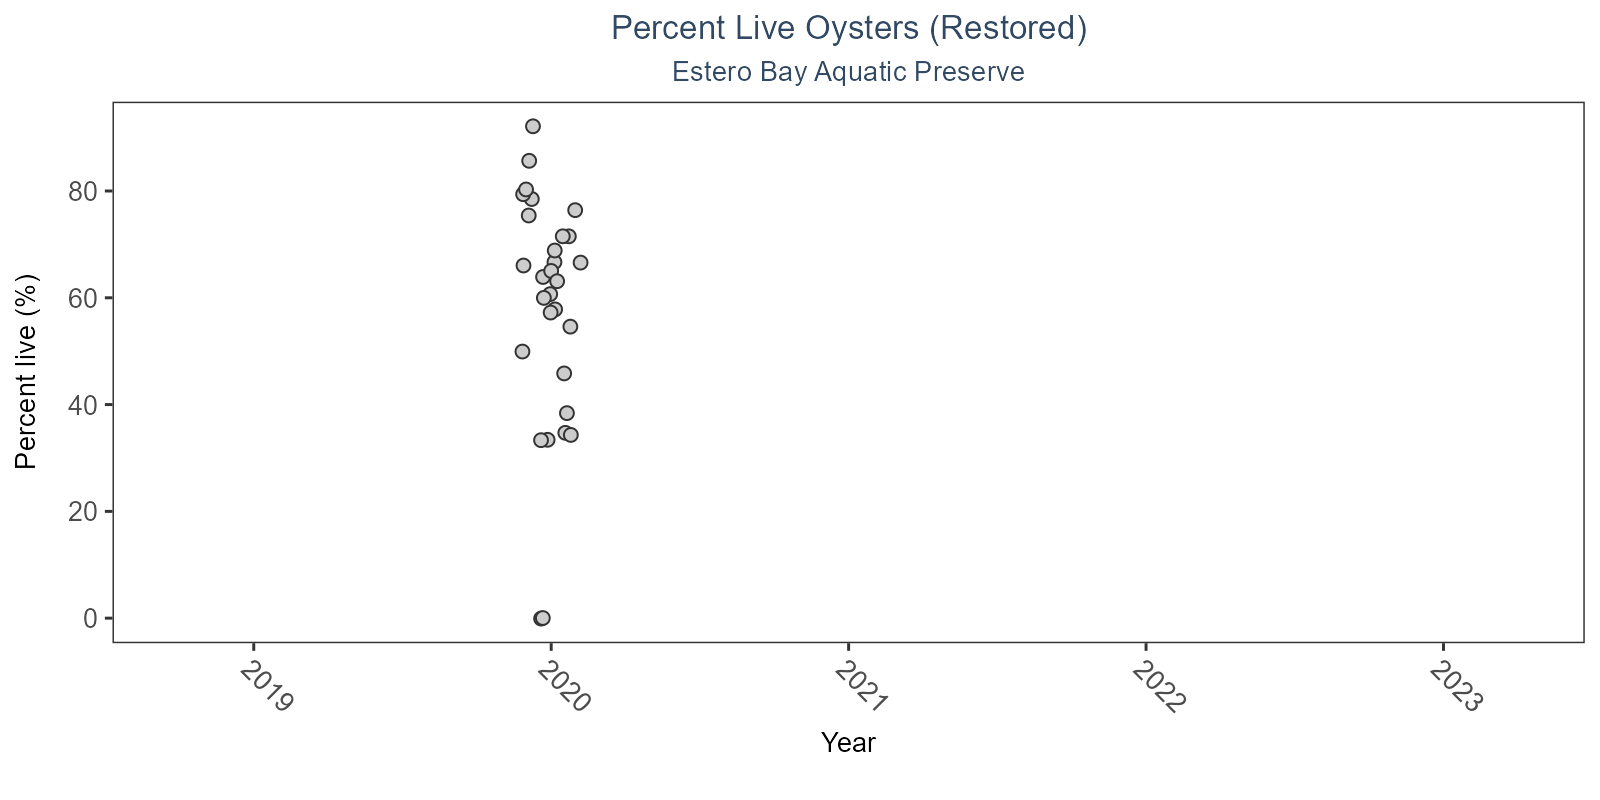 Percent Live Oysters (Restored)
Estero Bay Aquatic Preserve
Percent live (%)
80
60
40
20
0
2019
2020
2021
2022
2023
Year